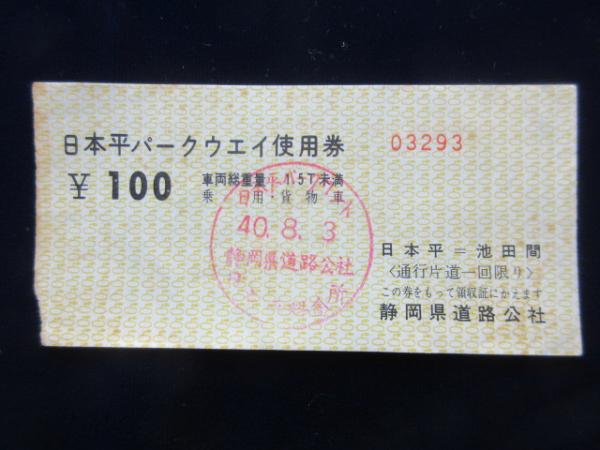 日本平パークウエイ使用券
03293
¥ 100
車両総重量 1.5T未満
乗用・貨物車
40.8.3
静岡県道路公社
所
日本平=池田間
〈通行片道一回限り〉
この券をもって領収証にかえます
静岡県道路公社